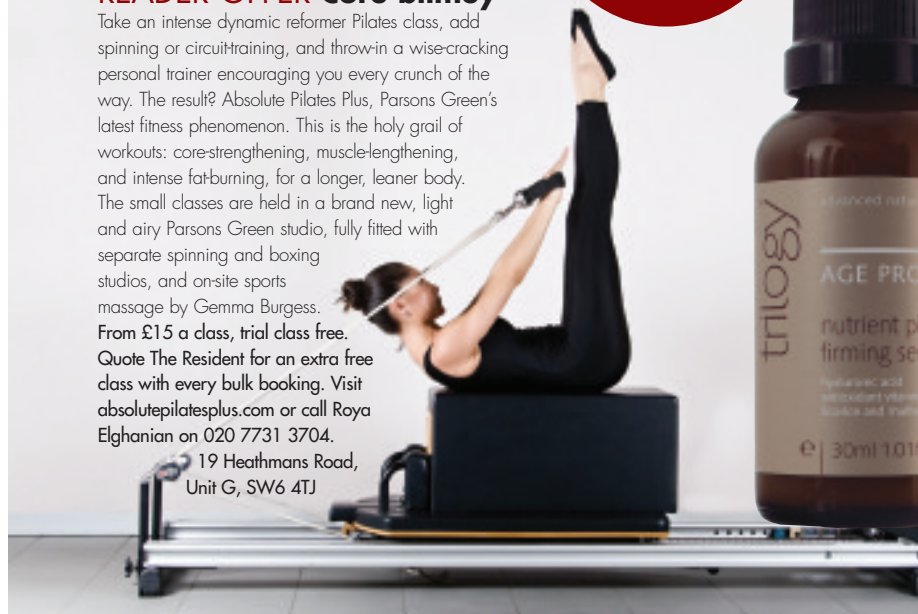 READER OFFER Core blimey
Take an intense dynamic reformer Pilates class, add
spinning or circuit-training, and throw-in a wise-cracking
personal trainer encouraging you every crunch of the
way. The result? Absolute Pilates Plus, Parsons Green's
latest fitness phenomenon. This is the holy grail of
workouts: core-strengthening, muscle-lengthening,
and intense fat-burning, for a longer, leaner body.
The small classes are held in a brand new, light
and airy Parsons Green studio, fully fitted with
separate spinning and boxing
studios, and on-site sports
massage by Gemma Burgess.
From £15 a class, trial class free.
Quote The Resident for an extra free
class with every bulk booking. Visit
absolutepilatesplus.com or call Roya
Elghanian on 020 7731 3704.
19 Heathmans Road,
Unit G, SW6 4TJ
trilogy
advanced
AGE PRO
nutrient p
firming se
hyaluronic acid
antioxidant
e 30ml 1.01